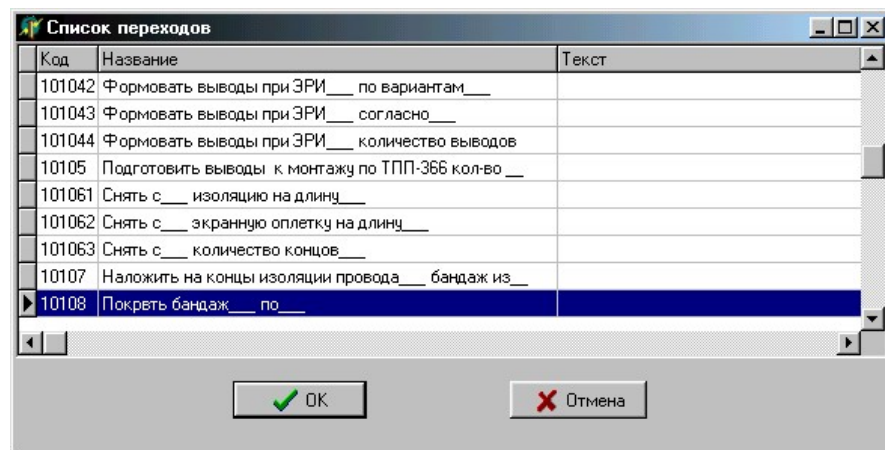 Список переходов
Код Название Текст
101042 Формовать выводы при ЭРИ___ по вариантам___
101043 Формовать выводы при ЭРИ___ согласно___
101044 Формовать выводы при ЭРИ___ количество выводов
10105 Подготовить выводы к монтажу по ТПП-366 кол-во __
101061 Снять с___ изоляцию на длину___
101062 Снять с___ экранную оплетку на длину___
101063 Снять с___ количество концов___
10107 Наложить на концы изоляции провода___ бандаж из__
10108 Покрвть бандаж___ по___
OK Отмена